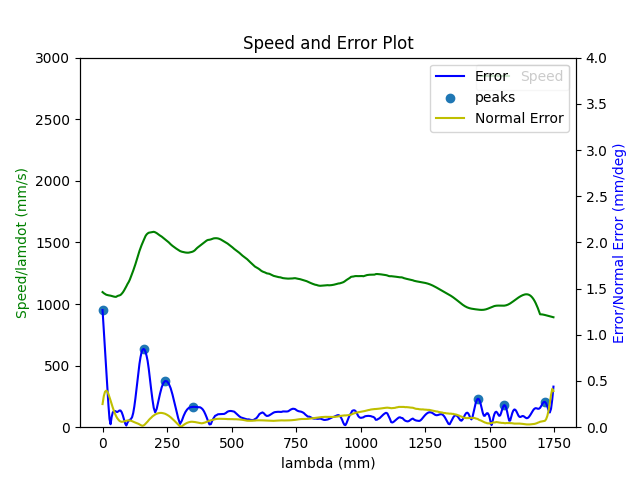 Speed and Error Plot
3000
2500
2000
1500
1000
500
0
Speed/lamdot (mm/s)
4.0
3.5
3.0
2.5
2.0
1.5
1.0
0.5
0.0
Error/Normal Error (mm/deg)
Speed
Error
peaks
Normal Error
0 250 500 750 1000 1250 1500 1750
lambda (mm)